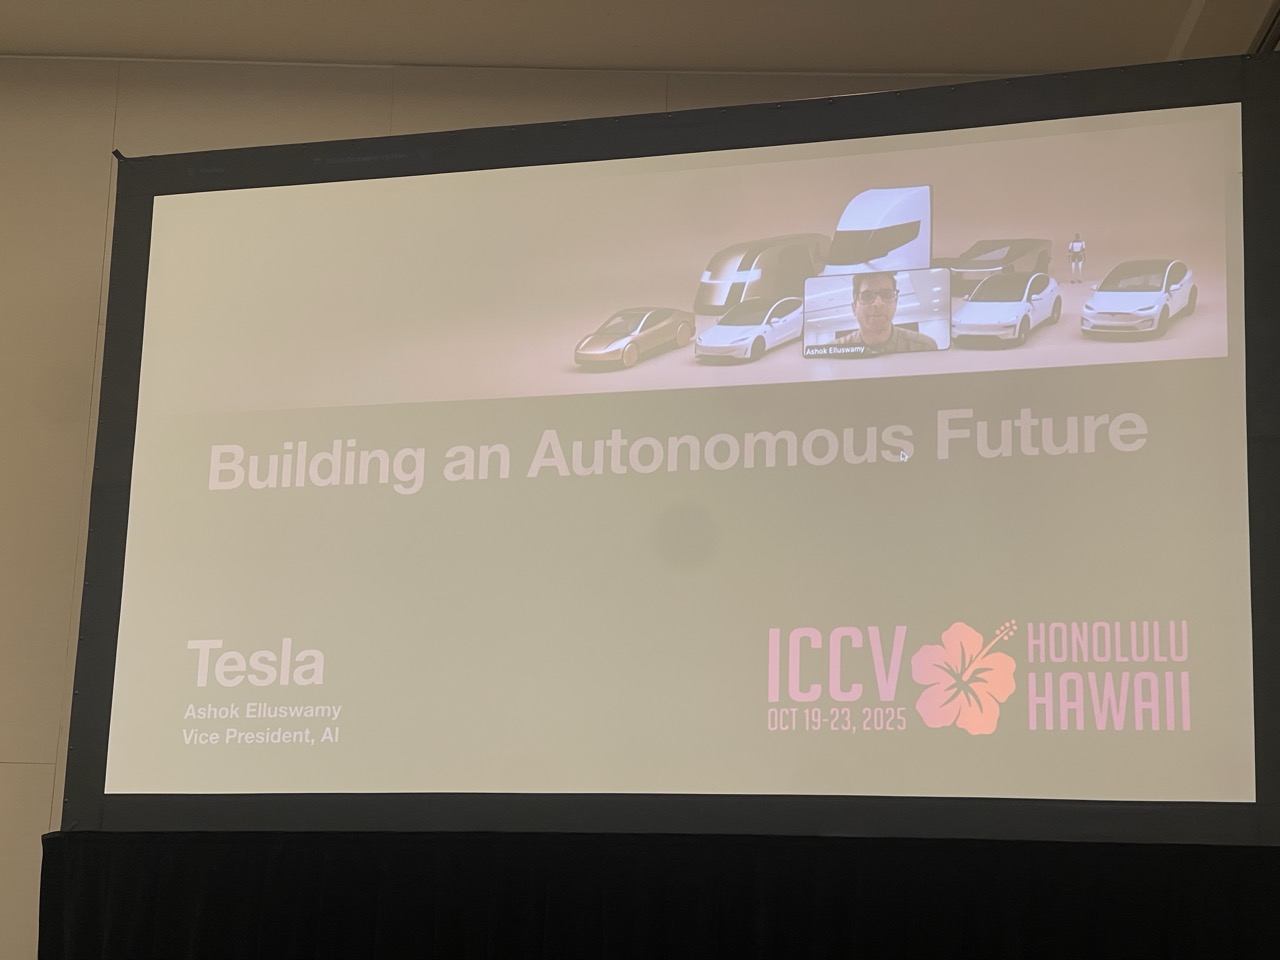 Ashok Elluswamy
Building an Autonomous Future
Tesla
Ashok Elluswamy
Vice President, AI
ICCV
OCT 19-23, 2025
HONOLULU
HAWAII